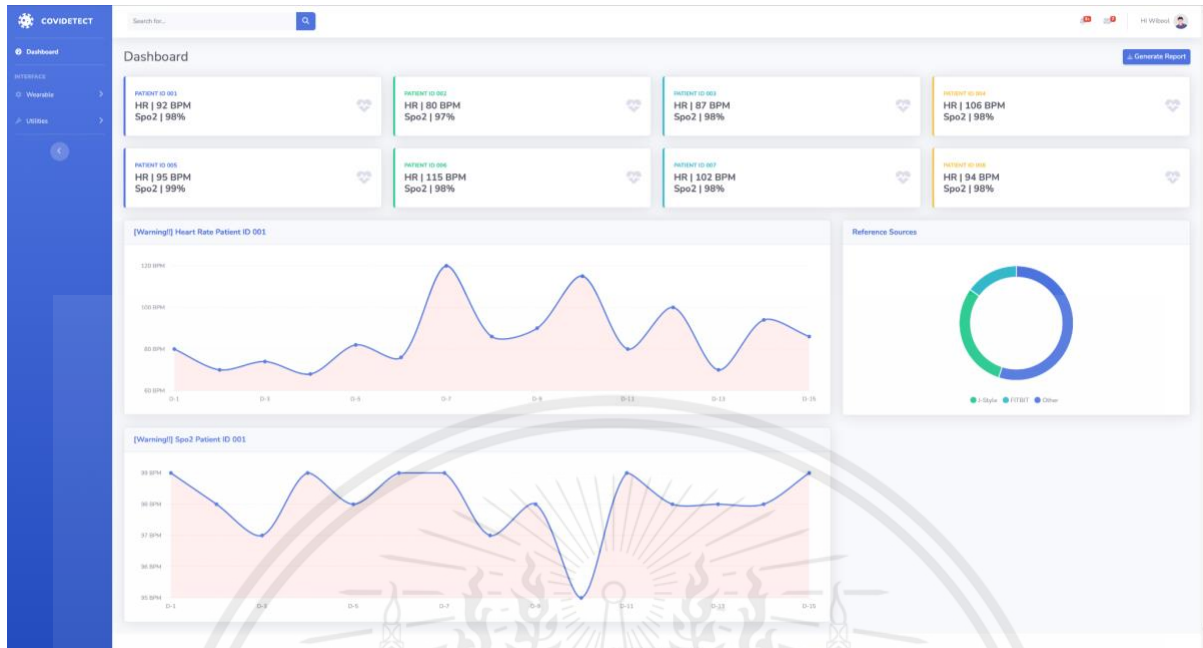 COVIDETECT
Search for...
Hi Wibool
Dashboard
INTERFACE
Wearable
Utilities
Dashboard
Generate Report
PATIENT ID 001
HR | 92 BPM
Spo2 | 98%
PATIENT ID 002
HR | 80 BPM
Spo2 | 97%
PATIENT ID 003
HR | 87 BPM
Spo2 | 98%
PATIENT ID 004
HR | 106 BPM
Spo2 | 98%
PATIENT ID 005
HR | 95 BPM
Spo2 | 99%
PATIENT ID 006
HR | 115 BPM
Spo2 | 98%
PATIENT ID 007
HR | 102 BPM
Spo2 | 98%
PATIENT ID 008
HR | 94 BPM
Spo2 | 98%
[Warning!!] Heart Rate Patient ID 001
120 BPM
100 BPM
80 BPM
60 BPM
D-1 D-3 D-5 D-7 D-9 D-11 D-13 D-15
Reference Sources
J-Style FITBIT Other
[Warning!!] Spo2 Patient ID 001
99 BPM
98 BPM
97 BPM
96 BPM
95 BPM
D-1 D-3 D-5 D-7 D-9 D-11 D-13 D-15